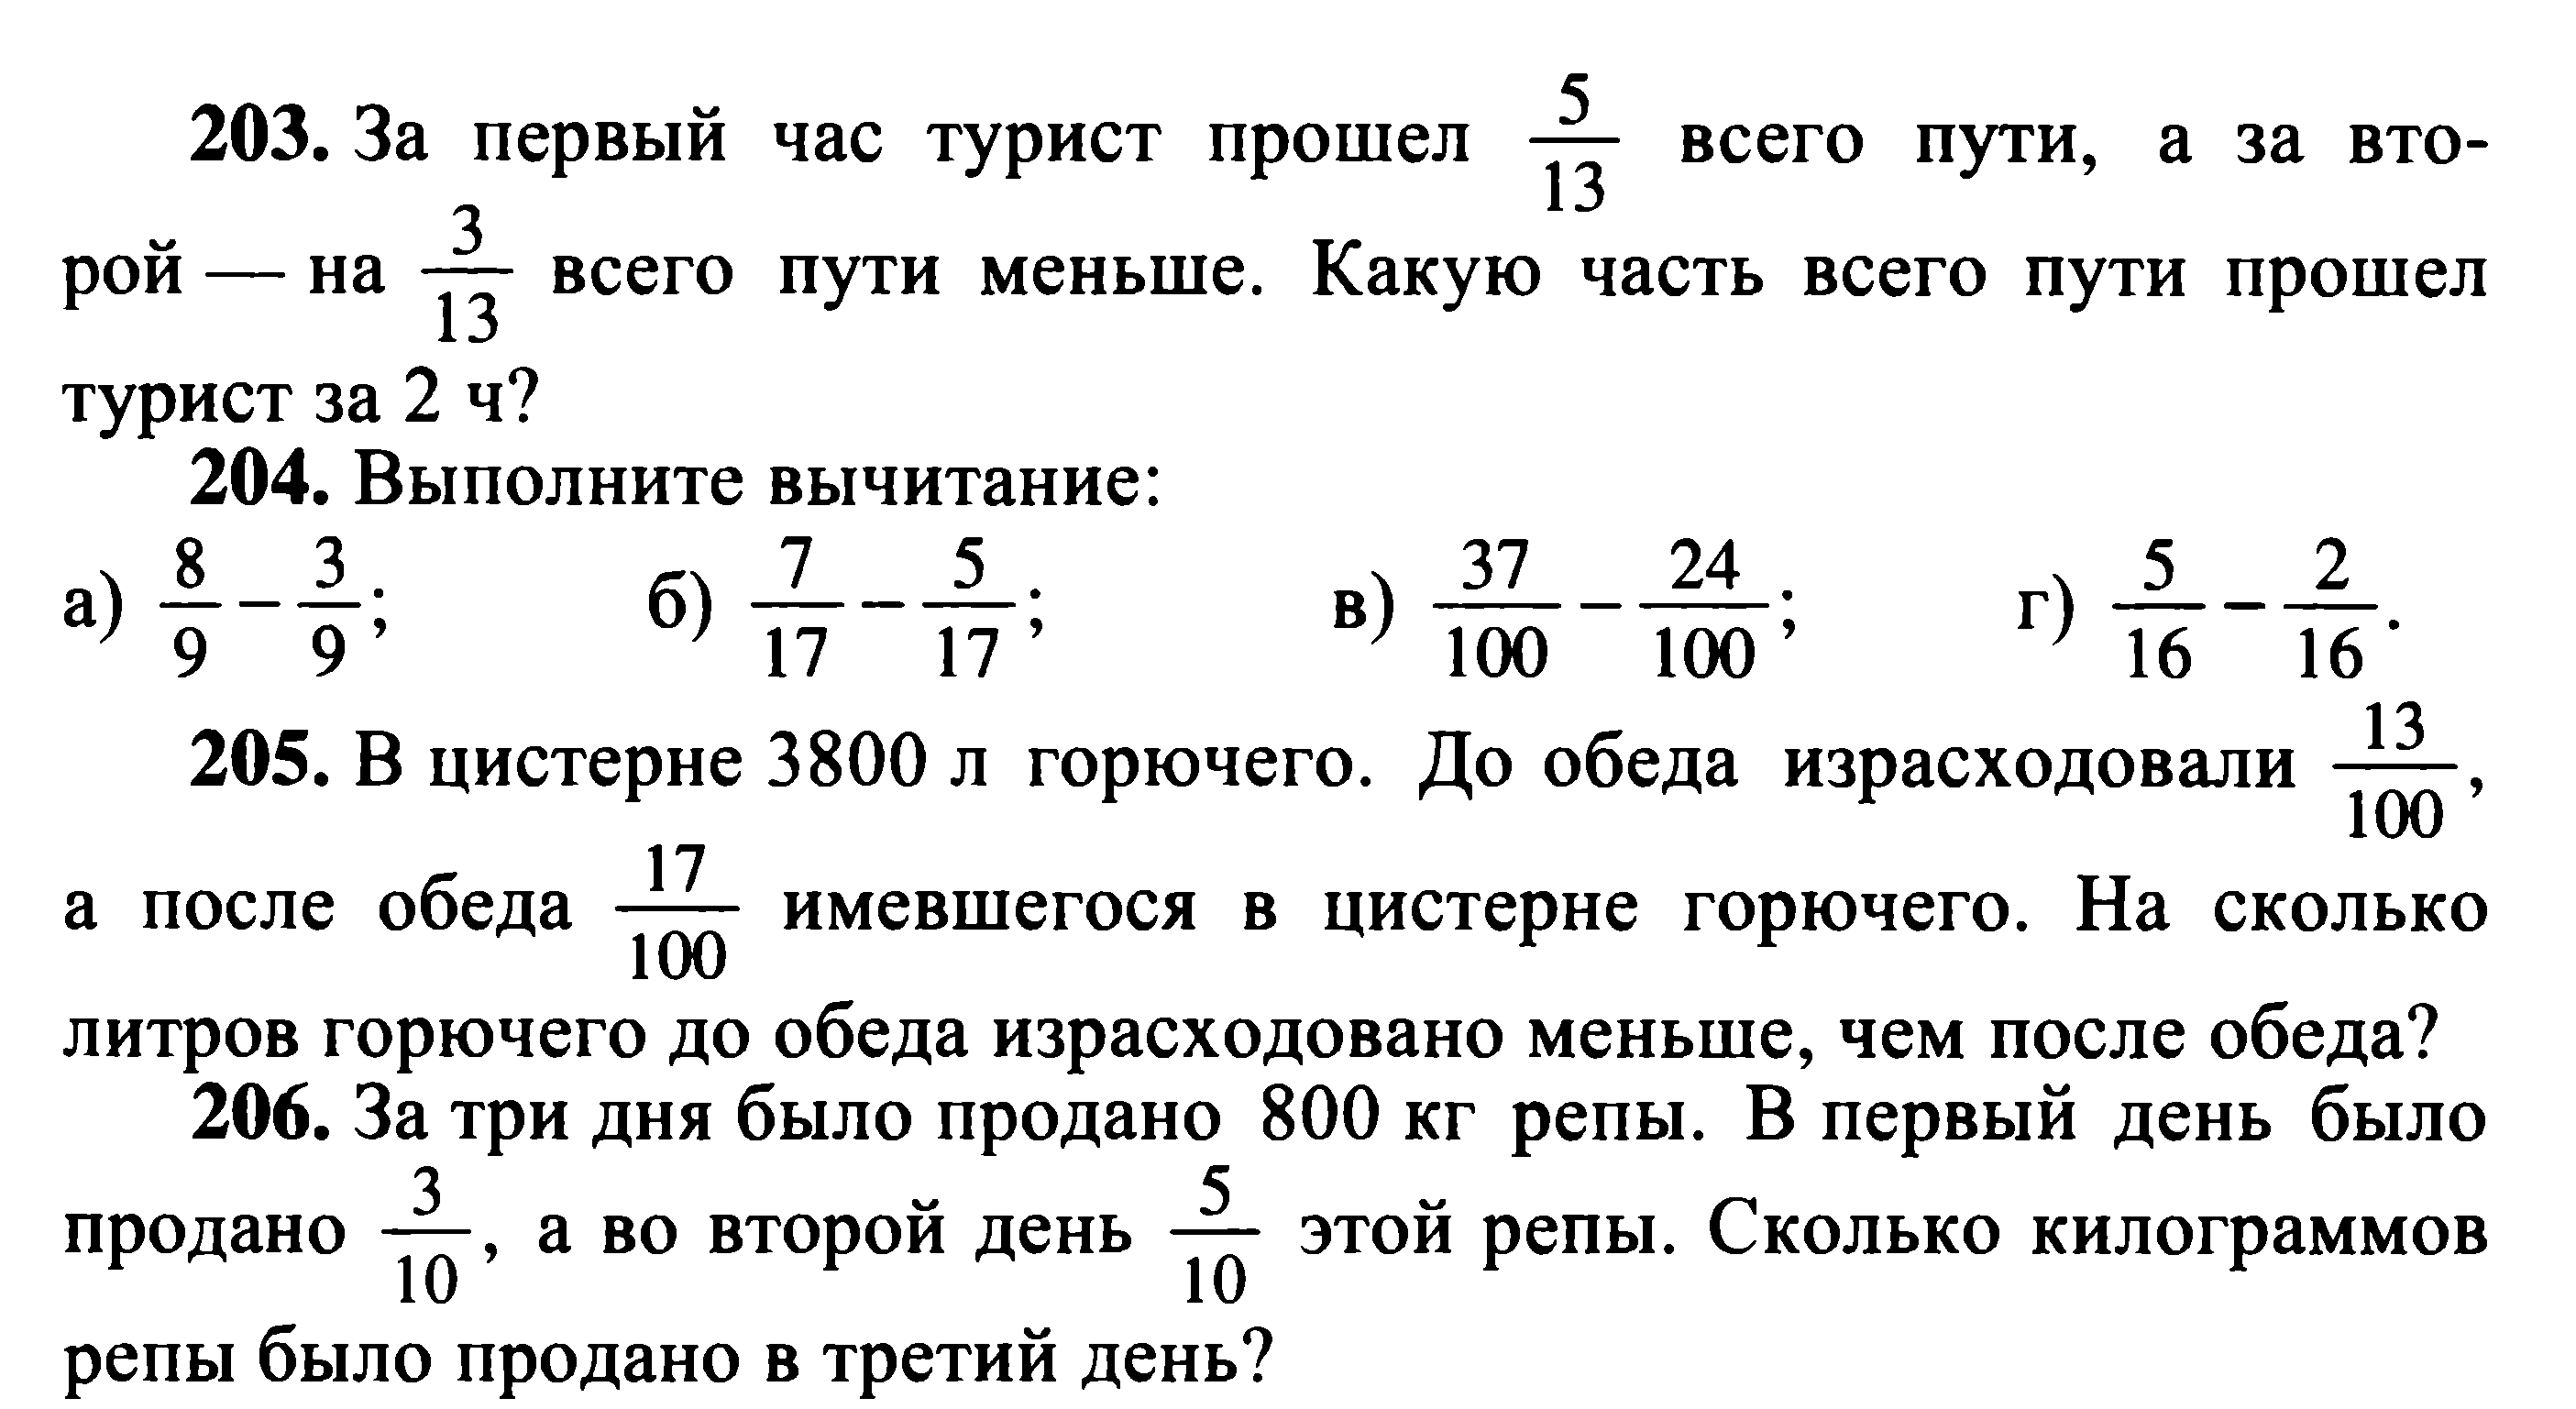 203. За первый час турист прошел 5/13 всего пути, а за вто-
рой — на 3/13 всего пути меньше. Какую часть всего пути прошел
турист за 2 ч?
204. Выполните вычитание:
а) 8/9 − 3/9; б) 7/17 − 5/17; в) 37/100 − 24/100; г) 5/16 − 2/16.
205. В цистерне 3800 л горючего. До обеда израсходовали 13/100,
а после обеда 17/100 имевшегося в цистерне горючего. На сколько
литров горючего до обеда израсходовано меньше, чем после обеда?
206. За три дня было продано 800 кг репы. В первый день было
продано 3/10, а во второй день 5/10 этой репы. Сколько килограммов
репы было продано в третий день?